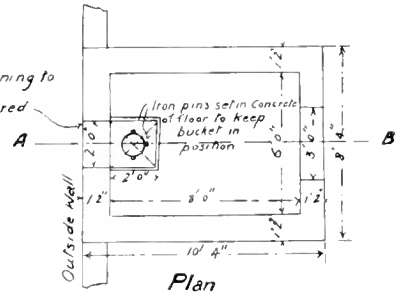 ning to
red
Iron pins set in Concrete
of floor to keep
bucket in
position
A
B
2' 0"
2' 0"
1' 2"
6' 0"
3' 0"
8' 4"
1' 2"
8' 0"
1' 2"
1' 2"
10' 4"
Outside Wall
Plan